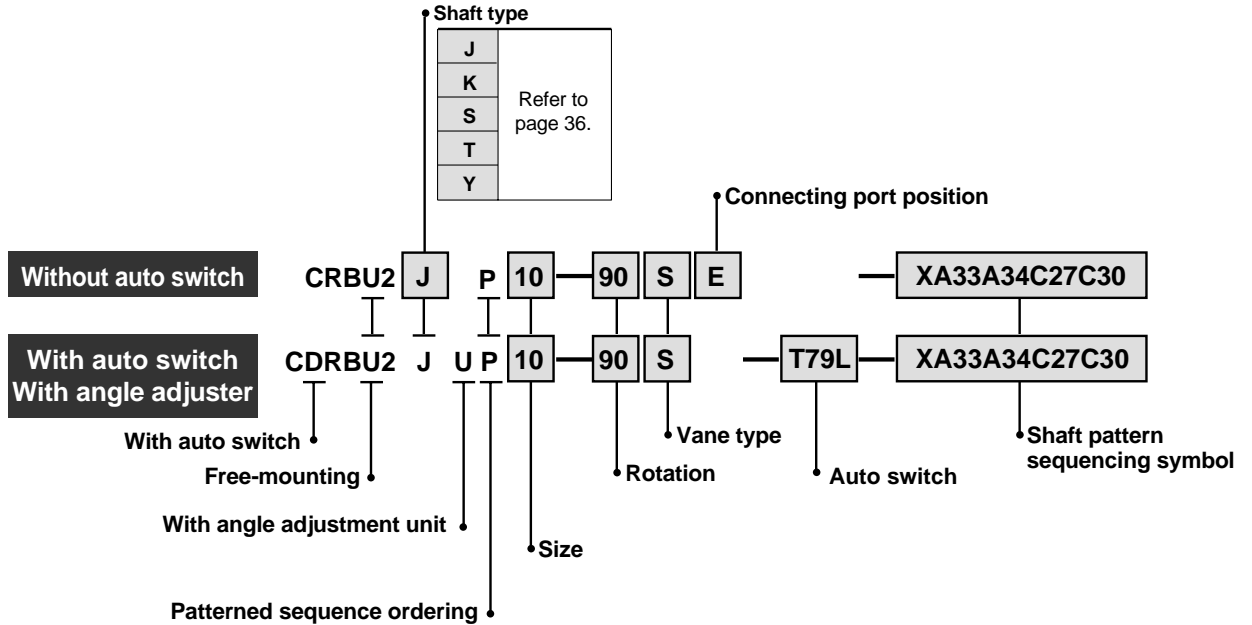 Shaft type
J
K
S
T
Y
Refer to
page 36.
Connecting port position
Without auto switch CRBU2 J P 10 — 90 S E — XA33A34C27C30
With auto switch
With angle adjuster
CDRBU2 J U P 10 — 90 S — T79L — XA33A34C27C30
With auto switch
Vane type
Shaft pattern
sequencing symbol
Free-mounting
Rotation
Auto switch
With angle adjustment unit
Size
Patterned sequence ordering